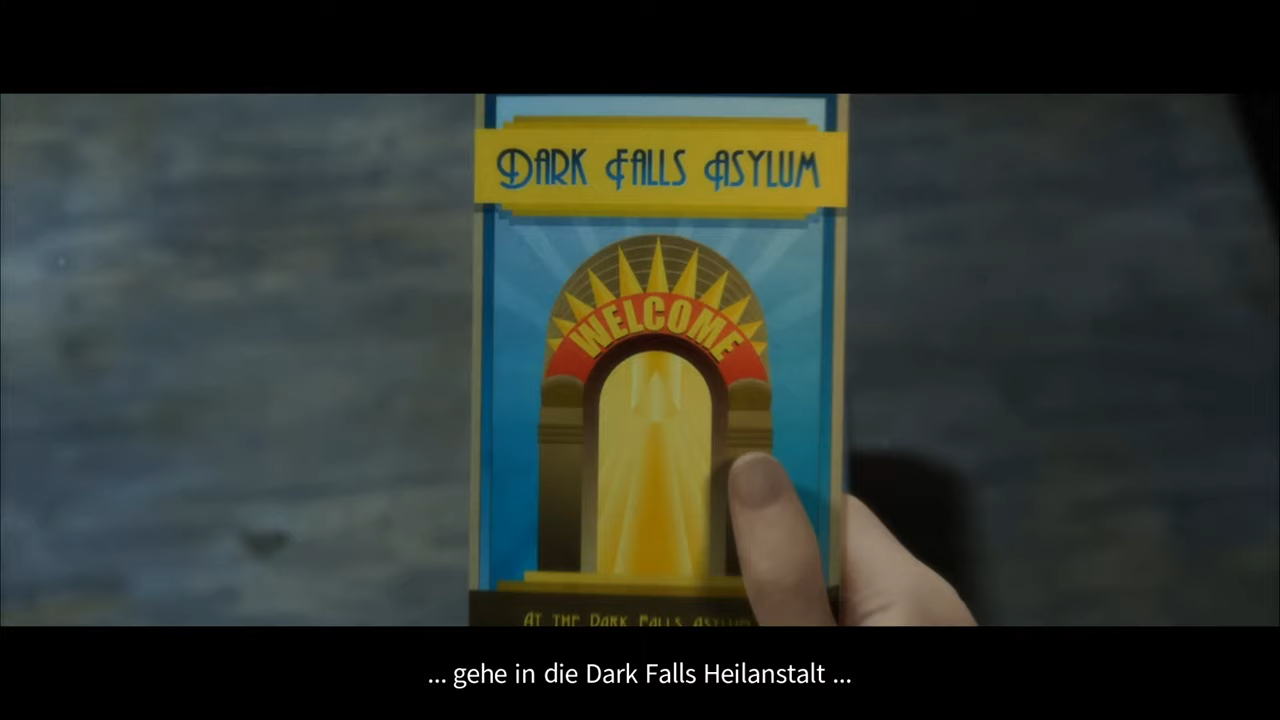 DARK FALLS ASYLUM
WELCOME
AT THE DARK FALLS ASYLUM
... gehe in die Dark Falls Heilanstalt ...